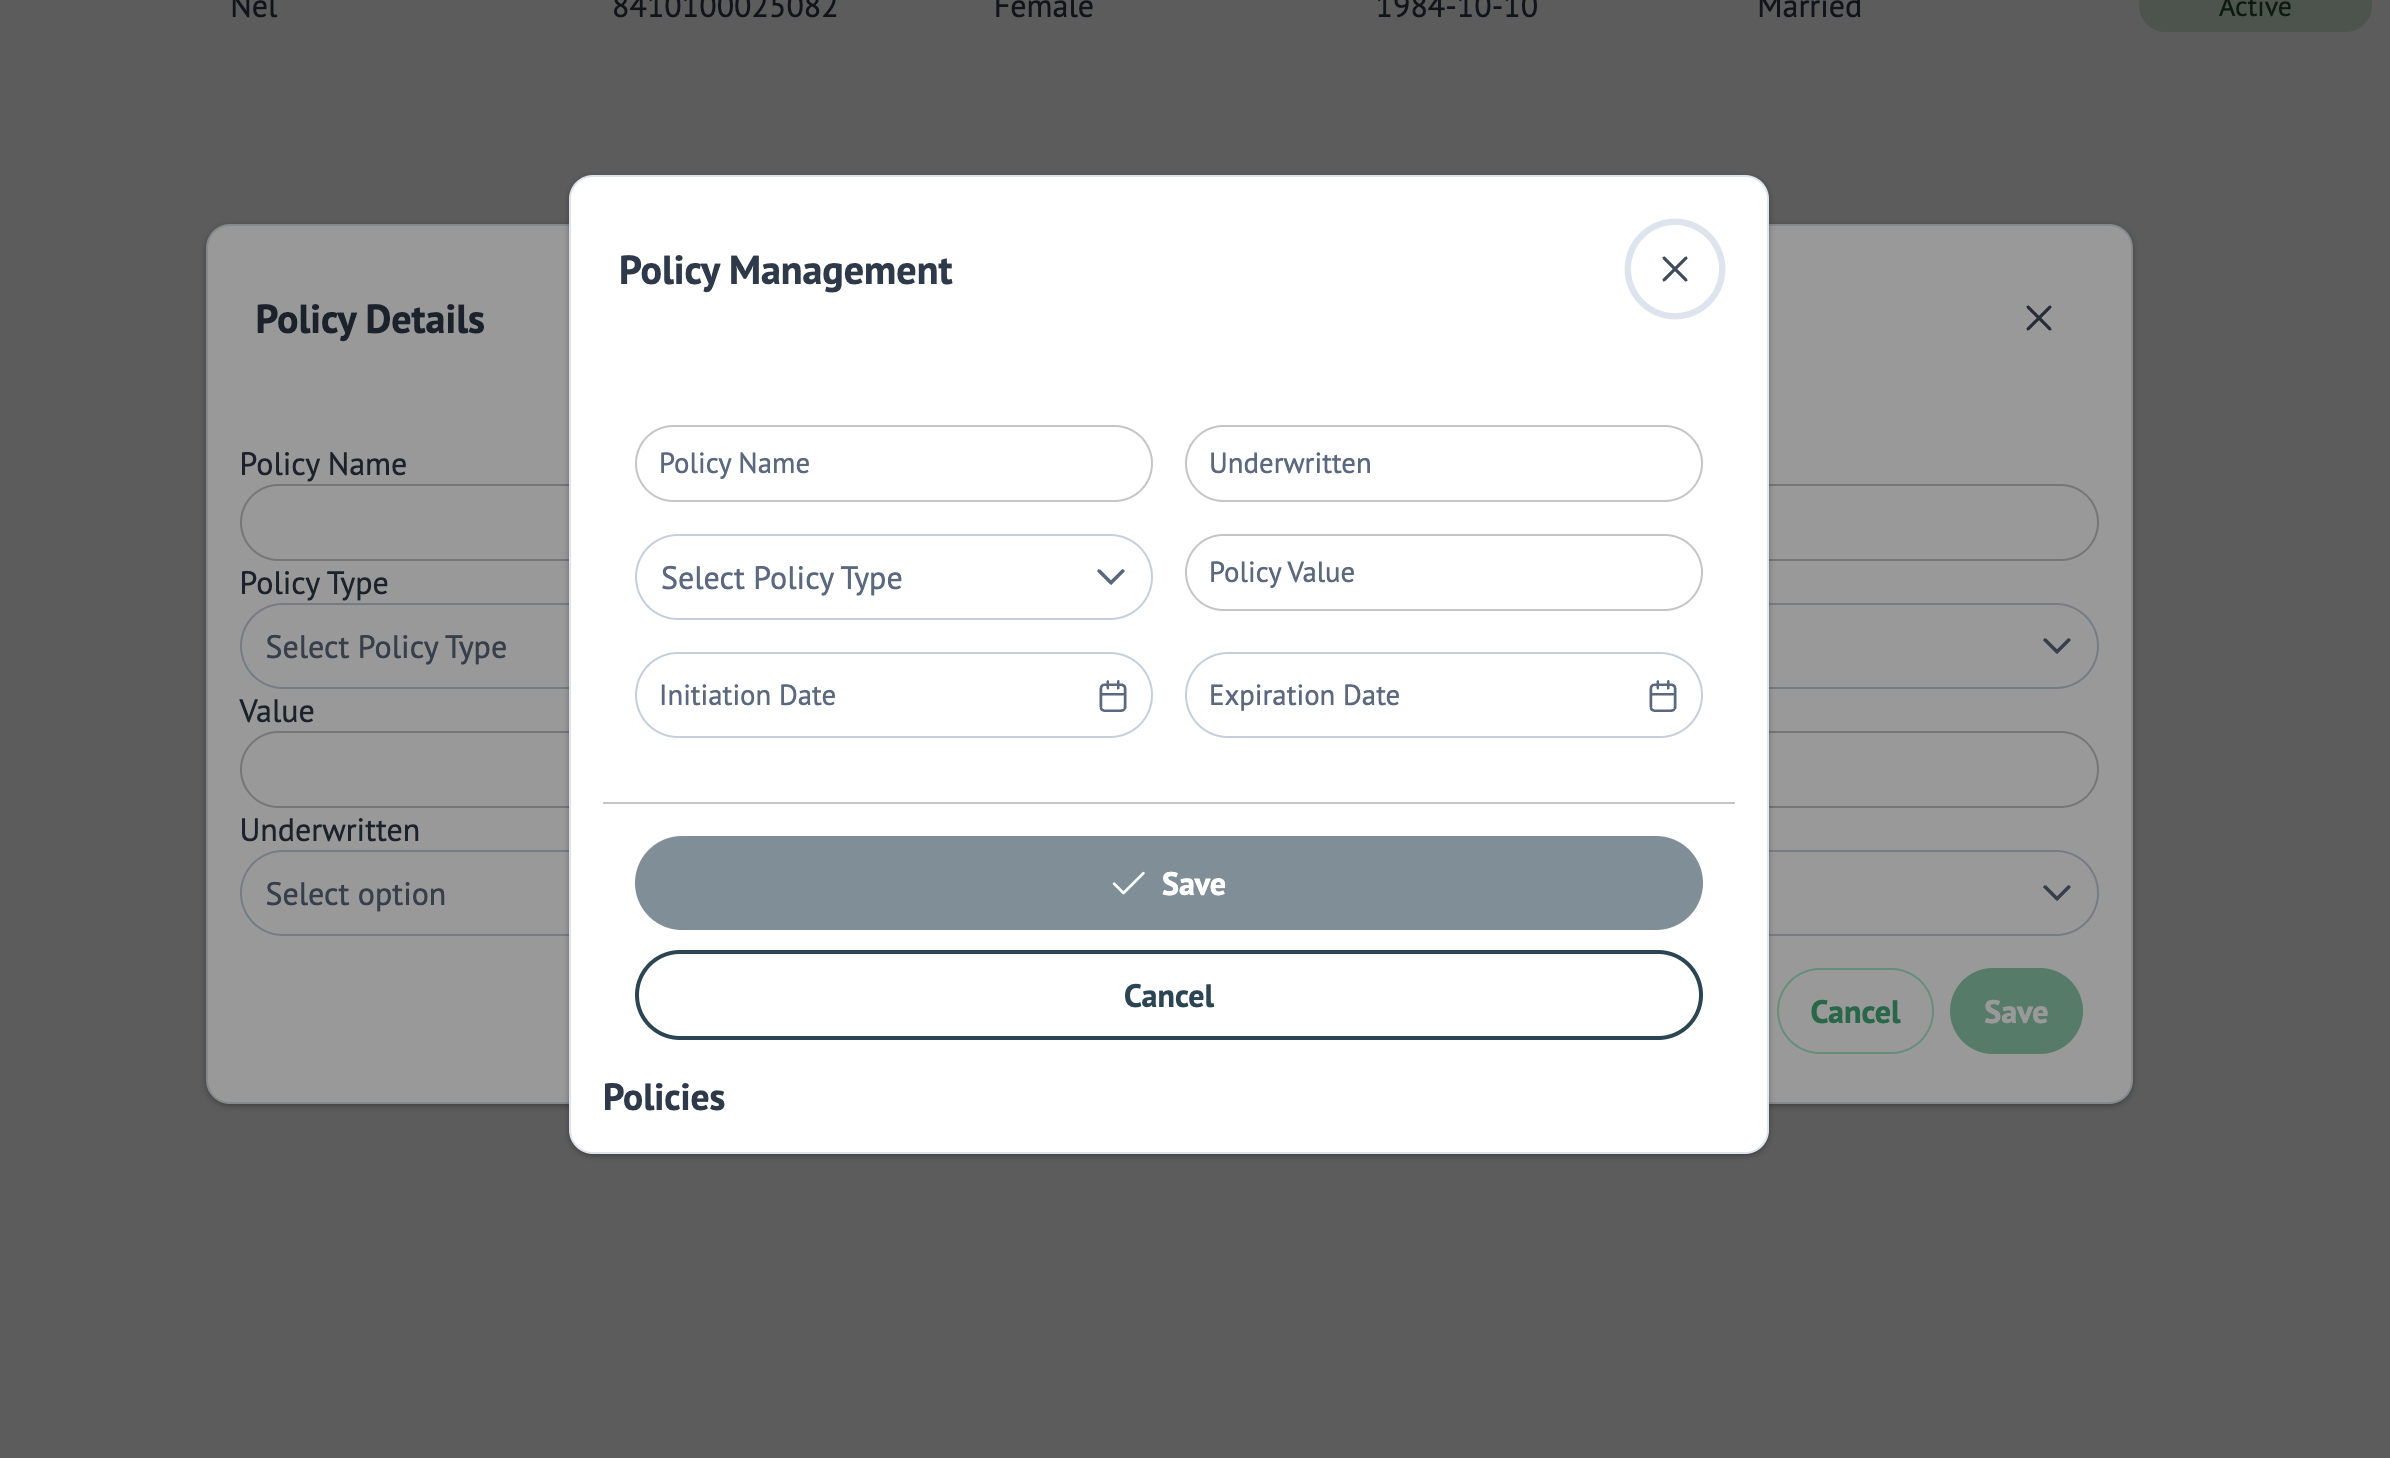 Nel 8410100025082 Female 1984-10-10 Married Active
Policy Management
Policy Details
Policy Name Underwritten
Policy Name
Select Policy Type Policy Value
Policy Type
Select Policy Type
Initiation Date Expiration Date
Value
Underwritten
Save
Select option
Cancel
Cancel Save
Policies